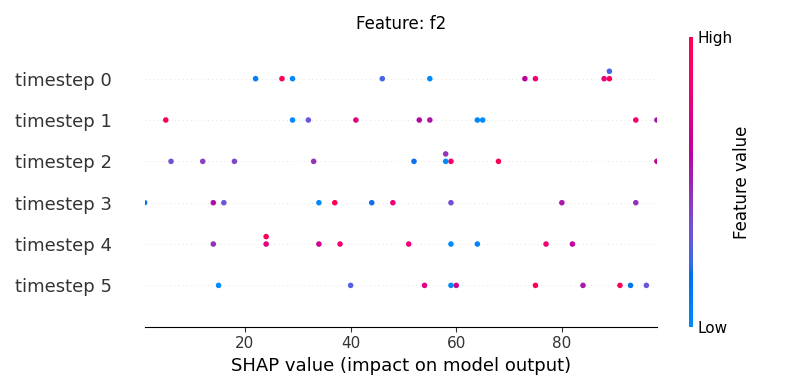 Feature: f2
High
timestep 0
timestep 1
timestep 2
timestep 3
timestep 4
timestep 5
Feature value
Low
20 40 60 80
SHAP value (impact on model output)